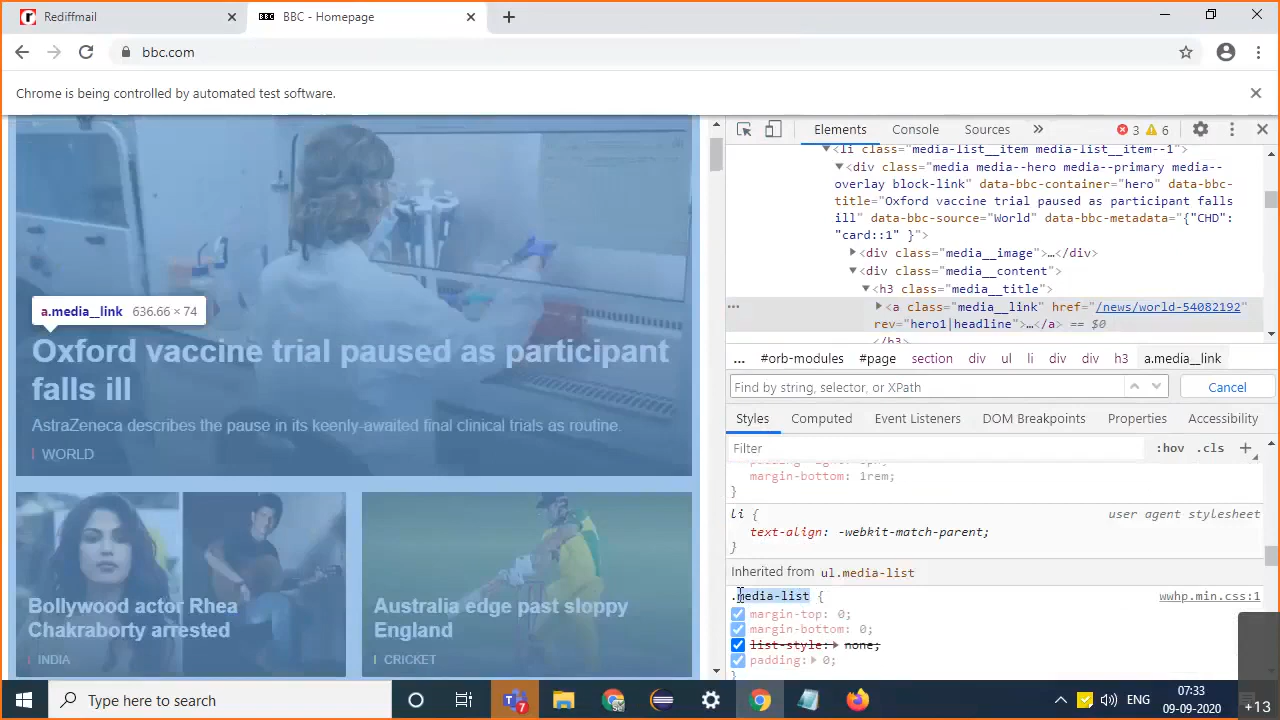 Rediffmail
BBC - Homepage
bbc.com
Chrome is being controlled by automated test software.
a.media__link 636.66 × 74
Oxford vaccine trial paused as participant
falls ill
AstraZeneca describes the pause in its keenly-awaited final clinical trials as routine.
WORLD
Bollywood actor Rhea
Chakraborty arrested
INDIA
Australia edge past sloppy
England
CRICKET
Elements Console Sources » 3 6
▼<li class="media-list__item media-list__item--1">
▼<div class="media media--hero media--primary media--
overlay block-link" data-bbc-container="hero" data-bbc-
title="Oxford vaccine trial paused as participant falls
ill" data-bbc-source="World" data-bbc-metadata="{"CHD":
"card::1" }">
▶<div class="media__image">…</div>
▼<div class="media__content">
▼<h3 class="media__title">
… ▶<a class="media__link" href="/news/world-54082192"
rev="hero1|headline">…</a> == $0
</h3>
... #orb-modules #page section div ul li div div h3 a.media__link
Find by string, selector, or XPath Cancel
Styles Computed Event Listeners DOM Breakpoints Properties Accessibility
Filter :hov .cls +
margin-bottom: 1rem;
}
li { user agent stylesheet
text-align: -webkit-match-parent;
}
Inherited from ul.media-list
.media-list { wwhp.min.css:1
margin-top: 0;
margin-bottom: 0;
list-style:▶ none;
padding:▶ 0;
}
Type here to search
7
ENG
07:33
09-09-2020
+13